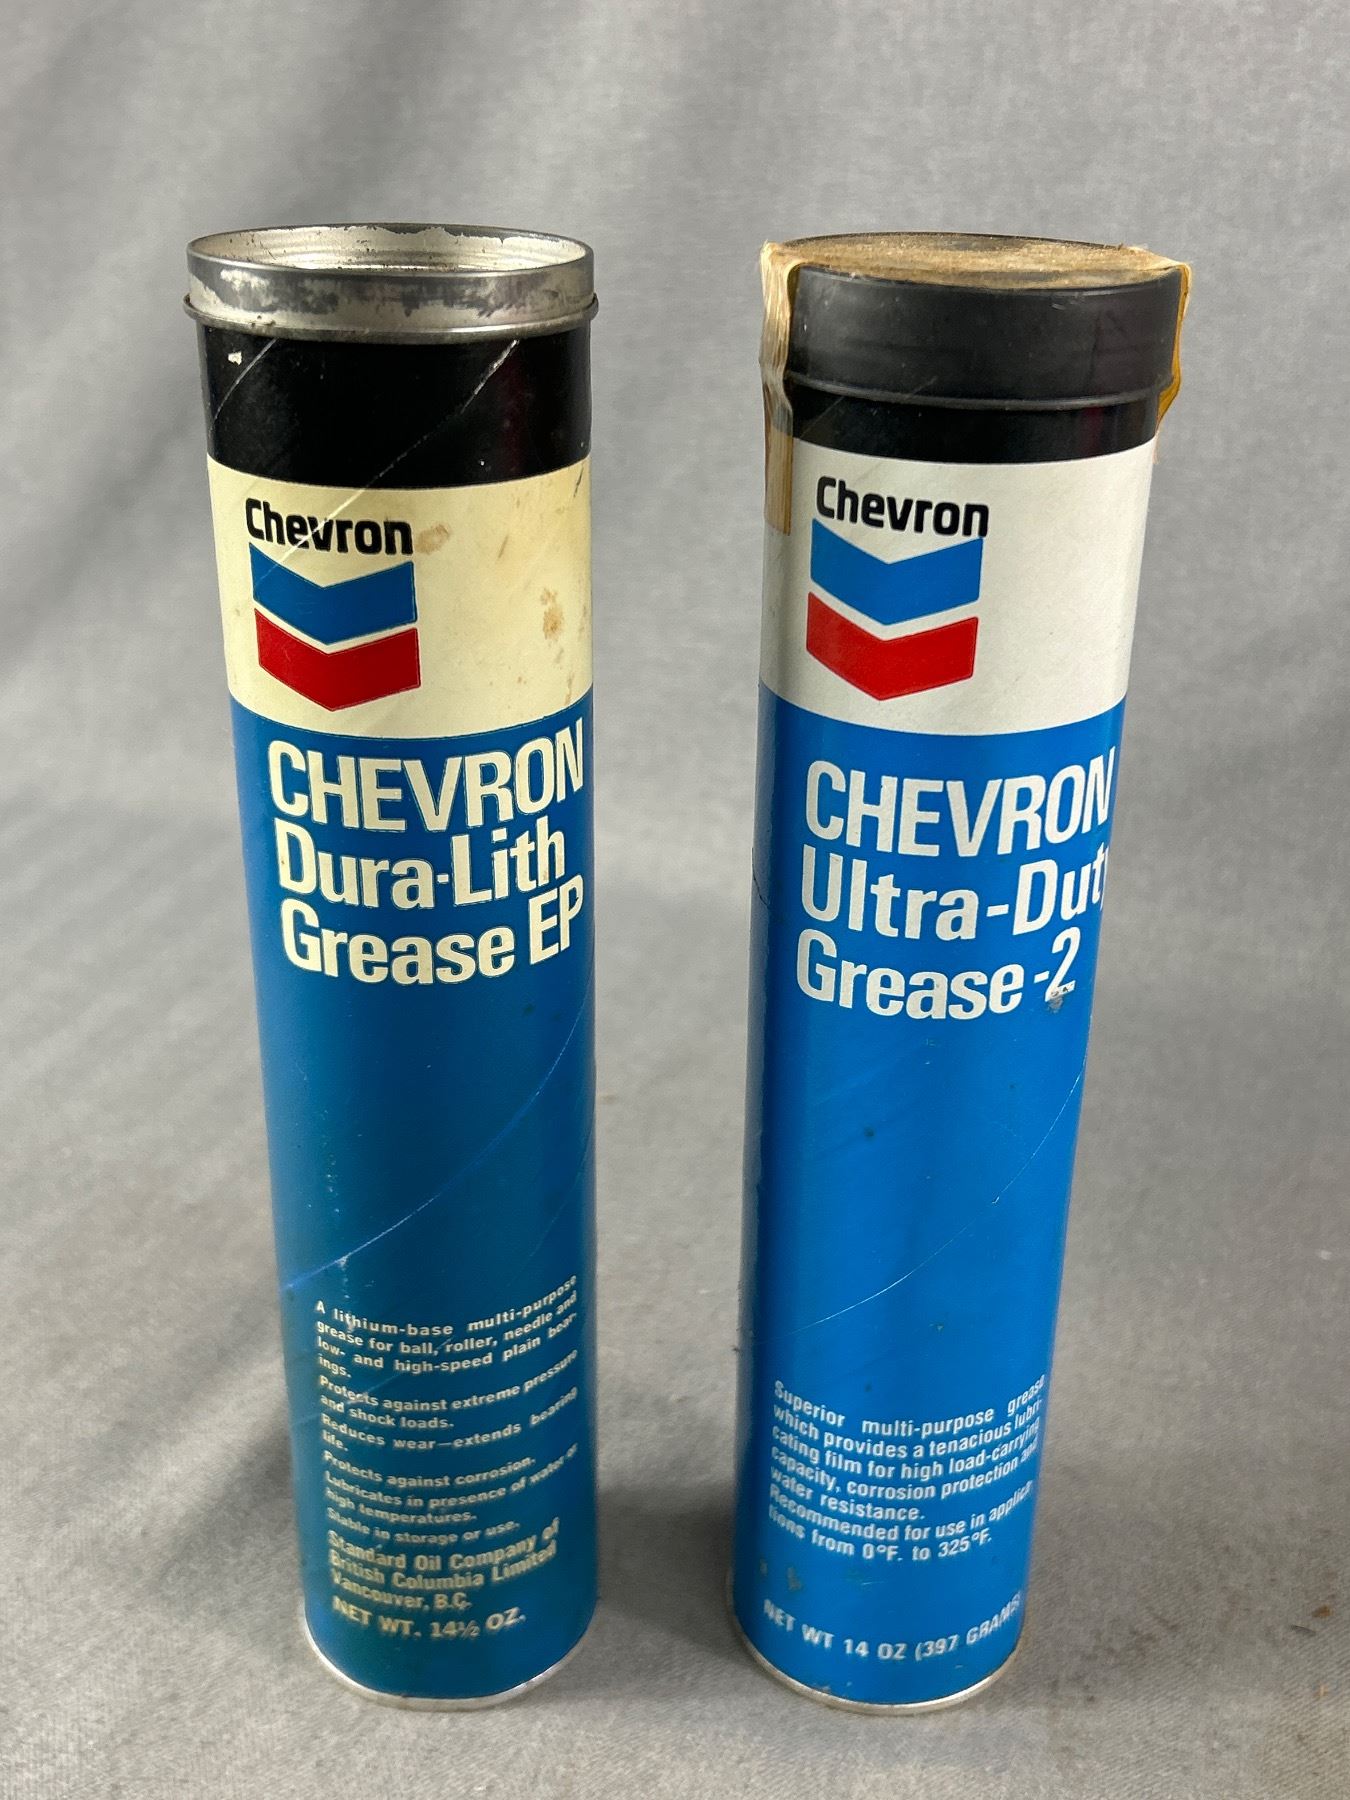 Chevron
CHEVRON
Dura-Lith
Grease EP
A lithium-base multi-purpose
grease for ball, roller, needle and
low- and high-speed plain bear-
ings.
Protects against extreme pressure
and shock loads.
Reduces wear—extends bearing
life.
Protects against corrosion.
Lubricates in presence of water or
high temperatures.
Stable in storage or use.
Standard Oil Company of
British Columbia Limited
Vancouver, B.C.
NET WT. 14½ OZ.
Chevron
CHEVRON
Ultra-Duty
Grease-2
Superior multi-purpose grease
which provides a tenacious lubri-
cating film for high load-carrying
capacity, corrosion protection and
water resistance.
Recommended for use in applica-
tions from 0°F. to 325°F.
NET WT 14 OZ (397 GRAMS)